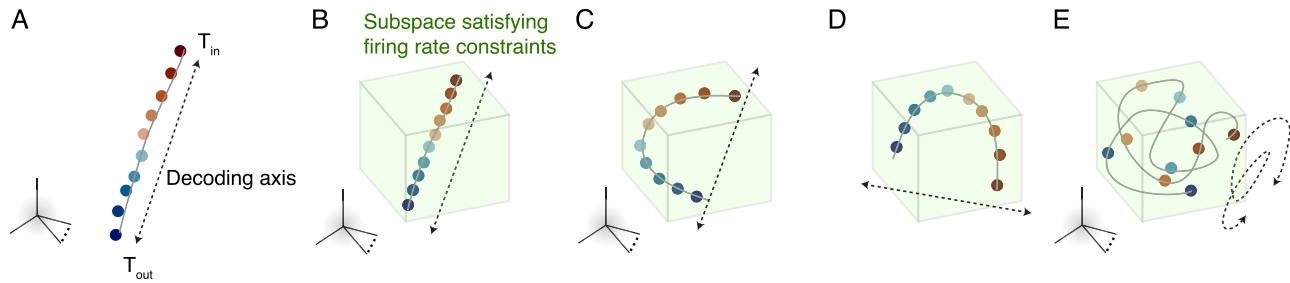 A
T_in
Decoding axis
T_out
B
Subspace satisfying
firing rate constraints
C
D
E